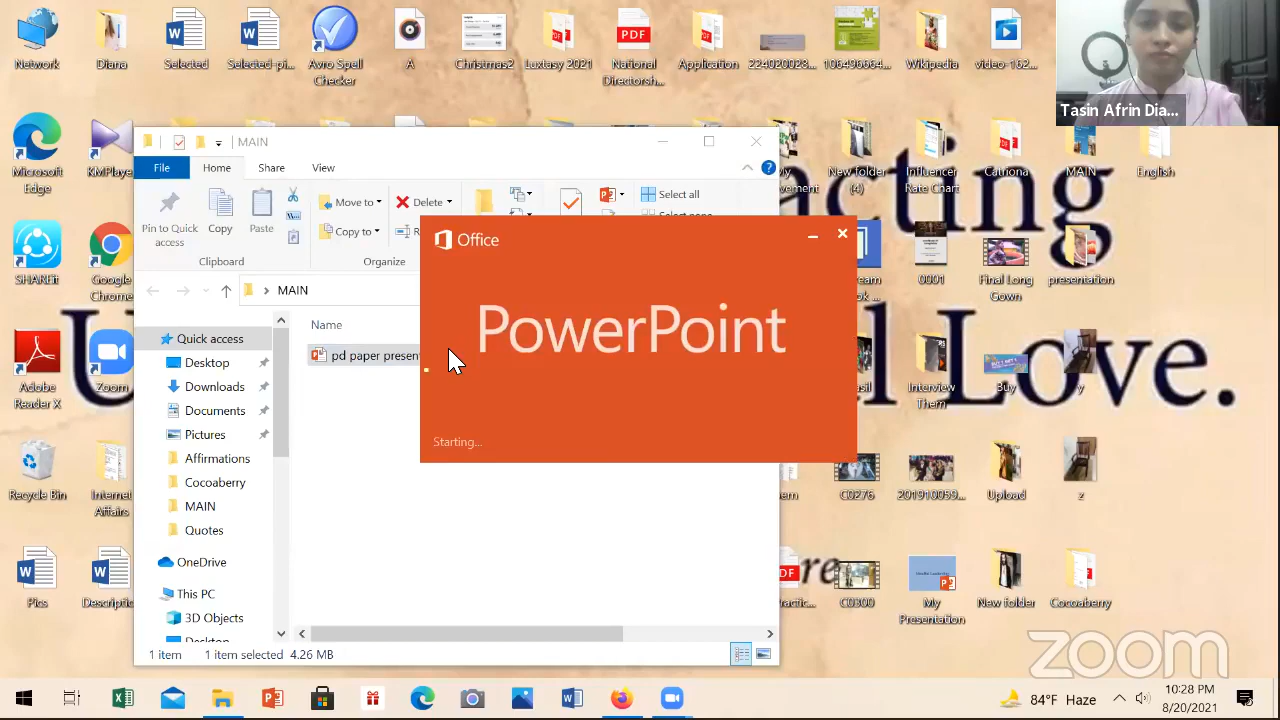 Network
Diana
Selected
Selected-pi...
Avro Spell
Checker
A
Christmas2
Luxtasy 2021
National
Directorsh...
Application
224020028...
Wikipedia
video-162...
Tasin Afrin Dia...
Microsoft
Edge
KMPlaye
MAIN
File
Home
Share
View
New folder
(4)
Influencer
Rate Chart
Catriona
MAIN
English
Pin to Quick
access
Copy
Paste
Move to
Copy to
Delete
Select all
Clipboard
Organize
SHAREit
Google
Chrome
0001
Final Long
Gown
presentation
MAIN
Office
PowerPoint
Starting...
Name
pd paper present
Quick access
Desktop
Downloads
Documents
Pictures
Affirmations
Cocoaberry
MAIN
Quotes
OneDrive
This PC
3D Objects
Desktop
Adobe
Reader X
Zoom
Interview
Them
Buy
y
Love.
Recycle Bin
Internet
Affairs
C0276
201910059...
Upload
z
Pics
Descriptio
C0300
My
Presentation
New folder
Cocoaberry
1 item
1 item selected
4.26 MB
zoom
84°F Haze
10:28 PM
8/20/2021